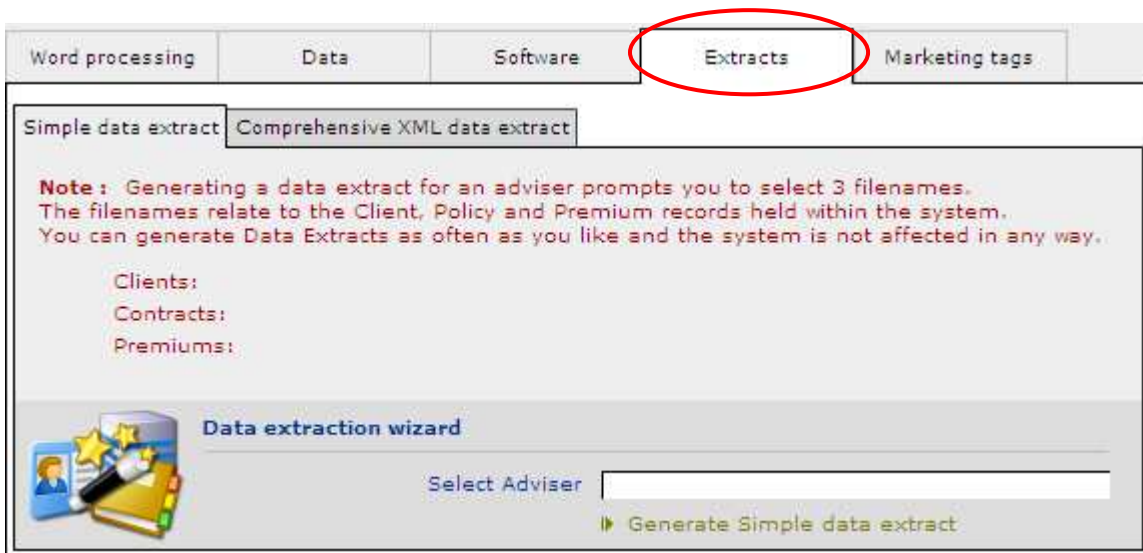 Word processing Data Software Extracts Marketing tags
Simple data extract Comprehensive XML data extract
Note : Generating a data extract for an adviser prompts you to select 3 filenames.
The filenames relate to the Client, Policy and Premium records held within the system.
You can generate Data Extracts as often as you like and the system is not affected in any way.
Clients:
Contracts:
Premiums:
Data extraction wizard
Select Adviser
Generate Simple data extract